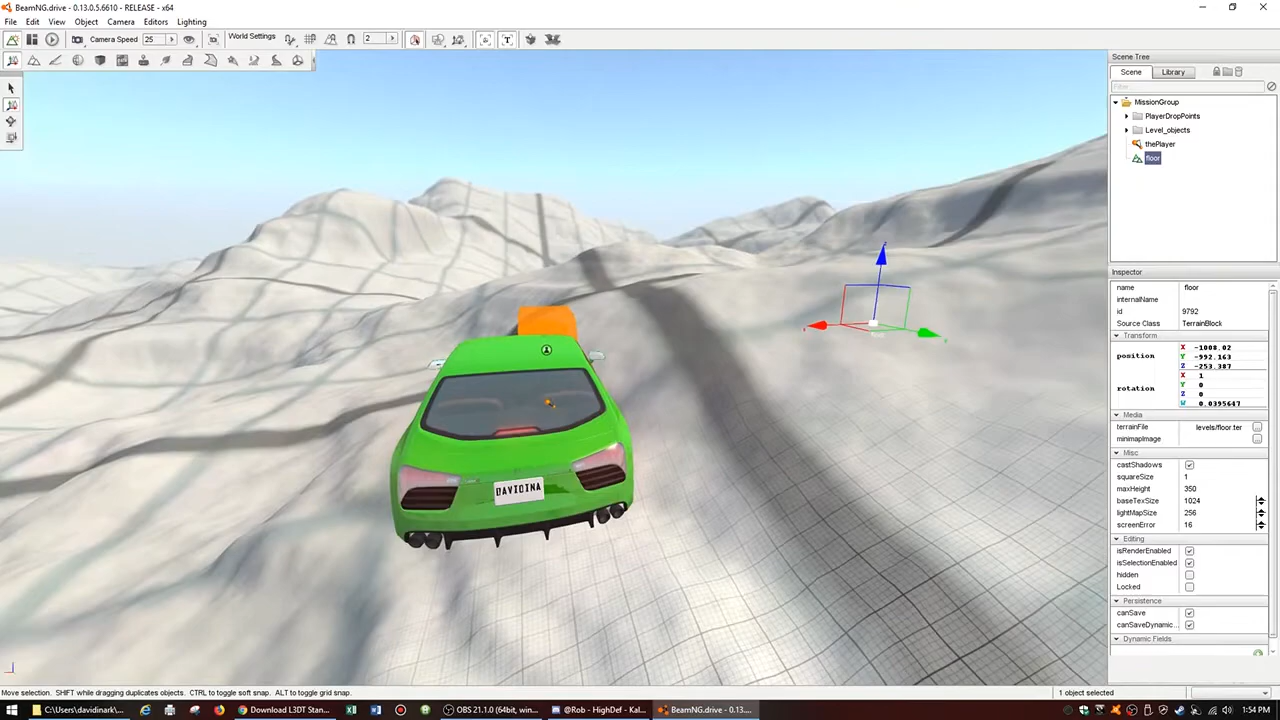 BeamNG.drive - 0.13.0.5.6610 - RELEASE - x64
File Edit View Object Camera Editors Lighting
Camera Speed 25 World Settings 2
Scene Tree
Scene Library
Filter
MissionGroup
PlayerDropPoints
Level_objects
thePlayer
floor
Inspector
name floor
internalName
id 9792
Source Class TerrainBlock
Transform
position X -1008.02
Y -992.163
Z -253.387
rotation X 1
Y 0
Z 0
W 0.0395647
Media
terrainFile levels/floor.ter
minimapImage
Misc
castShadows
squareSize 1
maxHeight 350
baseTexSize 1024
lightMapSize 256
screenError 16
Editing
isRenderEnabled
isSelectionEnabled
hidden
Locked
Persistence
canSave
canSaveDynamic...
Dynamic Fields
DAVIDINA
Move selection. SHIFT while dragging duplicates objects. CTRL to toggle soft snap. ALT to toggle grid snap.
1 object selected
C:\Users\davidinark... Download L3DT Stan... OBS 21.1.0 (64bit, win... @Rob - HighDef - Kal... BeamNG.drive - 0.13.... 1:54 PM